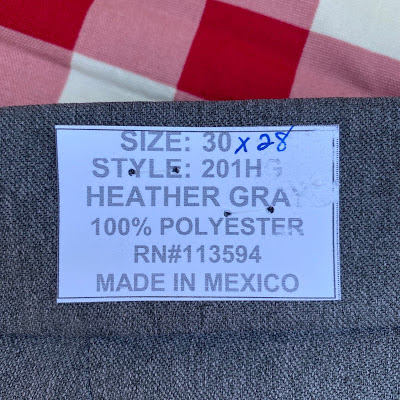 SIZE: 30 x 28
STYLE: 201HG
HEATHER GRAY
100% POLYESTER
RN#113594
MADE IN MEXICO